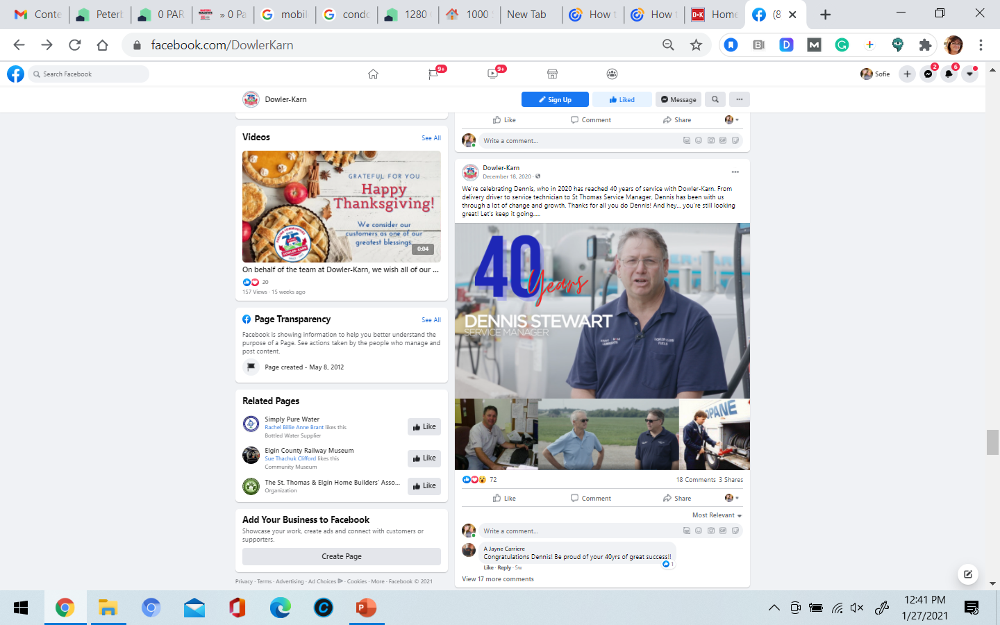 Conte
Peterb
0 PAR
» 0 Pa
mobil
condo
1280
1000
New Tab
How t
How t
Home
(8
facebook.com/DowlerKarn
Search Facebook
9+
9+
Sofie
2
6
Dowler-Karn
Sign Up
Liked
Message
Videos
See All
GRATEFUL FOR YOU
Happy
Thanksgiving!
We consider our
customers as one of our
greatest blessings.
75
DOWLER-KARN
0:04
On behalf of the team at Dowler-Karn, we wish all of our ...
20
157 Views · 15 weeks ago
Page Transparency
See All
Facebook is showing information to help you better understand the
purpose of a Page. See actions taken by the people who manage and
post content.
Page created - May 8, 2012
Related Pages
Simply Pure Water
Rachel Billie Anne Brant likes this
Bottled Water Supplier
Like
Elgin County Railway Museum
Sue Thachuk Clifford likes this
Community Museum
Like
The St. Thomas & Elgin Home Builders' Asso...
Organization
Like
Add Your Business to Facebook
Showcase your work, create ads and connect with customers or
supporters.
Create Page
Privacy · Terms · Advertising · Ad Choices · Cookies · More · Facebook © 2021
Like Comment Share
Write a comment...
Dowler-Karn
December 18, 2020 ·
We're celebrating Dennis, who in 2020 has reached 40 years of service with Dowler-Karn. From
delivery driver to service technician to St Thomas Service Manager, Dennis has been with us
through a lot of change and growth. Thanks for all you do Dennis! And hey... you're still looking
great! Let's keep it going.....
40 Years
DENNIS STEWART
SERVICE MANAGER
DOWLER-KARN
FUELS
OPANE
72
18 Comments 3 Shares
Like Comment Share
Most Relevant
Write a comment...
A Jayne Carriere
Congratulations Dennis! Be proud of your 40yrs of great success!!
1
Like · Reply · 5w
View 17 more comments
12:41 PM
1/27/2021